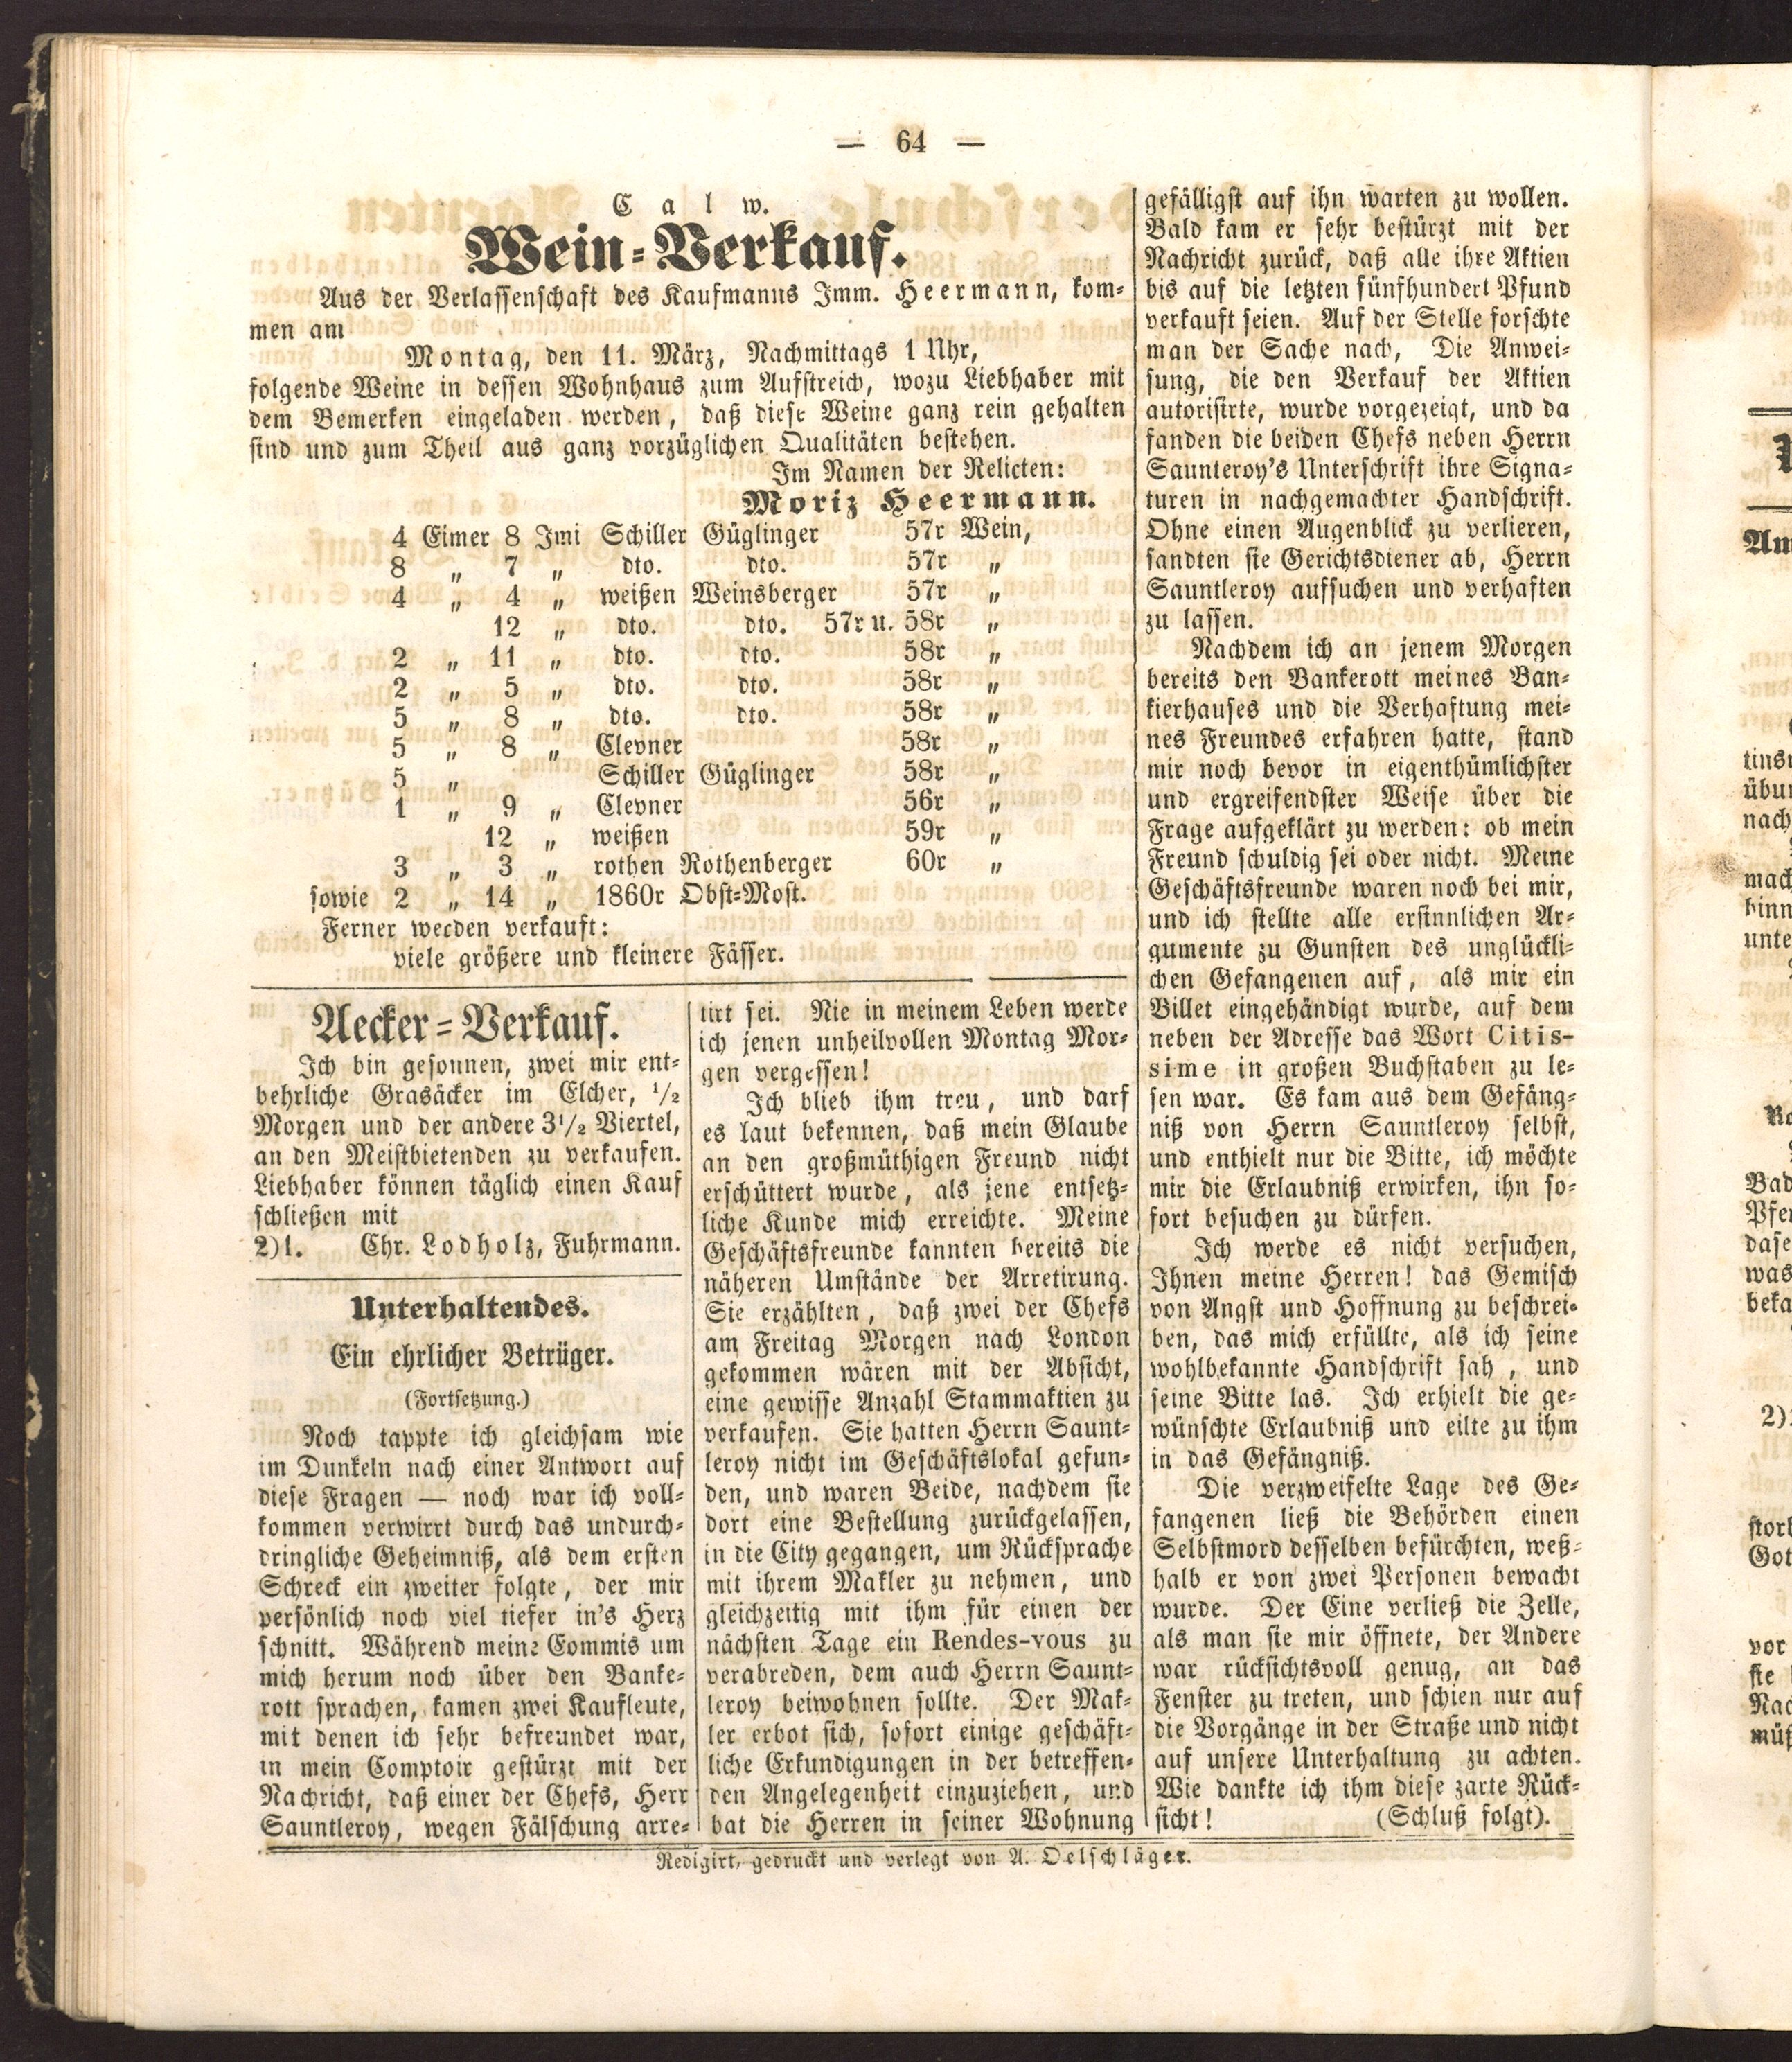 — 64 —
Calw.
Wein-Verkauf.
Aus der Verlassenschaft des Kaufmanns Imm. Heermann, kom-
men am
Montag, den 11. März, Nachmittags 1 Uhr,
folgende Weine in dessen Wohnhaus zum Aufstreich, wozu Liebhaber mit
dem Bemerken eingeladen werden, daß diese Weine ganz rein gehalten
sind und zum Theil aus ganz vorzüglichen Qualitäten bestehen.
Im Namen der Relicten:
Moriz Heermann.
4 Eimer 8 Imi Schiller Güglinger 57r Wein,
8 „ 7 „ dto. dto. 57r „
4 „ 4 „ weißen Weinsberger 57r „
12 „ dto. dto. 57r u. 58r „
2 „ 11 „ dto. dto. 58r „
2 „ 5 „ dto. dto. 58r „
5 „ 8 „ dto. dto. 58r „
5 „ 8 „ Clevner 58r „
5 „ Schiller Güglinger 58r „
1 „ 9 „ Clevner 56r „
12 „ weißen 59r „
3 „ 3 „ rothen Rothenberger 60r „
sowie 2 „ 14 „ 1860r Obst-Most.
Ferner werden verkauft:
viele größere und kleinere Fässer.
Aecker-Verkauf.
Ich bin gesonnen, zwei mir ent-
behrliche Grasäcker im Elcher, 1/2
Morgen und der andere 3 1/2 Viertel,
an den Meistbietenden zu verkaufen.
Liebhaber können täglich einen Kauf
schließen mit
2)1. Chr. Lodholz, Fuhrmann.
Unterhaltendes.
Ein ehrlicher Betrüger.
(Fortsetzung.)
Noch tappte ich gleichsam wie
im Dunkeln nach einer Antwort auf
diese Fragen — noch war ich voll-
kommen verwirrt durch das undurch-
dringliche Geheimniß, als dem ersten
Schreck ein zweiter folgte, der mir
persönlich noch viel tiefer in's Herz
schnitt. Während meine Commis um
mich herum noch über den Banke-
rott sprachen, kamen zwei Kaufleute,
mit denen ich sehr befreundet war,
in mein Comptoir gestürzt mit der
Nachricht, daß einer der Chefs, Herr
Sauntleroy, wegen Fälschung arre-
tirt sei. Nie in meinem Leben werde
ich jenen unheilvollen Montag Mor-
gen vergessen!
Ich blieb ihm treu, und darf
es laut bekennen, daß mein Glaube
an den großmüthigen Freund nicht
erschüttert wurde, als jene entsetz-
liche Kunde mich erreichte. Meine
Geschäftsfreunde kannten bereits die
näheren Umstände der Arretirung.
Sie erzählten, daß zwei der Chefs
am Freitag Morgen nach London
gekommen wären mit der Absicht,
eine gewisse Anzahl Stammaktien zu
verkaufen. Sie hatten Herrn Saunt-
leroy nicht im Geschäftslokal gefun-
den, und waren Beide, nachdem sie
dort eine Bestellung zurückgelassen,
in die City gegangen, um Rücksprache
mit ihrem Makler zu nehmen, und
gleichzeitig mit ihm für einen der
nächsten Tage ein Rendes-vous zu
verabreden, dem auch Herrn Saunt-
leroy beiwohnen sollte. Der Mak-
ler erbot sich, sofort einige geschäft-
liche Erkundigungen in der betreffen-
den Angelegenheit einzuziehen, und
bat die Herren in seiner Wohnung
gefälligst auf ihn warten zu wollen.
Bald kam er sehr bestürzt mit der
Nachricht zurück, daß alle ihre Aktien
bis auf die letzten fünfhundert Pfund
verkauft seien. Auf der Stelle forschte
man der Sache nach, Die Anwei-
sung, die den Verkauf der Aktien
autorisirte, wurde vorgezeigt, und da
fanden die beiden Chefs neben Herrn
Saunteroy's Unterschrift ihre Signa-
turen in nachgemachter Handschrift.
Ohne einen Augenblick zu verlieren,
sandten sie Gerichtsdiener ab, Herrn
Sauntleroy aufsuchen und verhaften
zu lassen.
Nachdem ich an jenem Morgen
bereits den Bankerott meines Ban-
kierhauses und die Verhaftung mei-
nes Freundes erfahren hatte, stand
mir noch bevor in eigenthümlichster
und ergreifendster Weise über die
Frage aufgeklärt zu werden: ob mein
Freund schuldig sei oder nicht. Meine
Geschäftsfreunde waren noch bei mir,
und ich stellte alle ersinnlichen Ar-
gumente zu Gunsten des unglückli-
chen Gefangenen auf, als mir ein
Billet eingehändigt wurde, auf dem
neben der Adresse das Wort Citis-
sime in großen Buchstaben zu le-
sen war. Es kam aus dem Gefäng-
niß von Herrn Sauntleroy selbst,
und enthielt nur die Bitte, ich möchte
mir die Erlaubniß erwirken, ihn so-
fort besuchen zu dürfen.
Ich werde es nicht versuchen,
Ihnen meine Herren! das Gemisch
von Angst und Hoffnung zu beschrei-
ben, das mich erfüllte, als ich seine
wohlbekannte Handschrift sah, und
seine Bitte las. Ich erhielt die ge-
wünschte Erlaubniß und eilte zu ihm
in das Gefängniß.
Die verzweifelte Lage des Ge-
fangenen ließ die Behörden einen
Selbstmord desselben befürchten, weß-
halb er von zwei Personen bewacht
wurde. Der Eine verließ die Zelle,
als man sie mir öffnete, der Andere
war rücksichtsvoll genug, an das
Fenster zu treten, und schien nur auf
die Vorgänge in der Straße und nicht
auf unsere Unterhaltung zu achten.
Wie dankte ich ihm diese zarte Rück-
sicht! (Schluß folgt).
Redigirt, gedruckt und verlegt von A. Oelschläger.